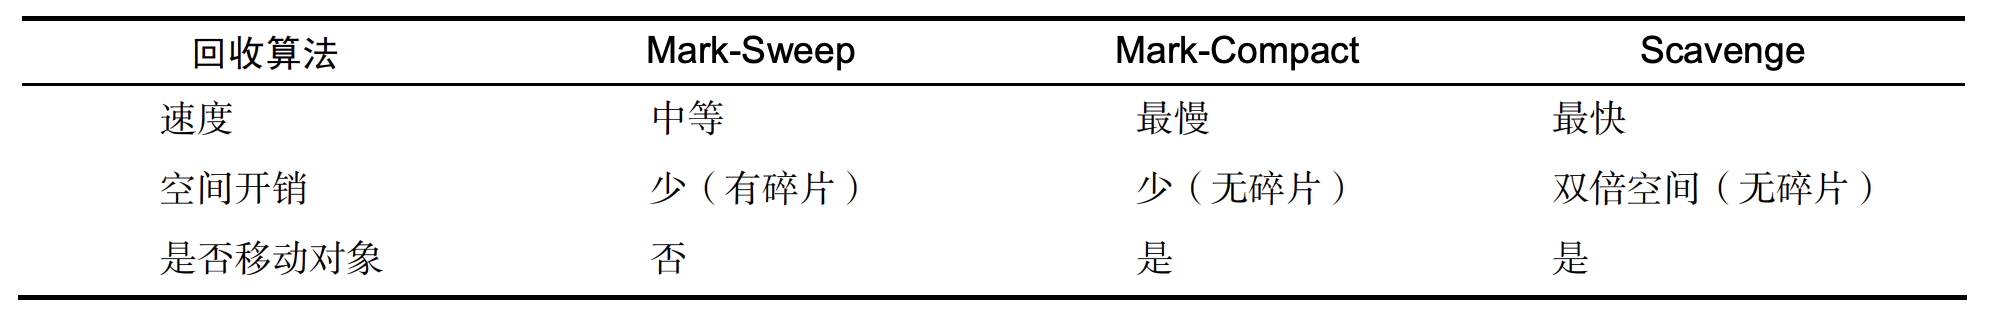 回收算法 Mark-Sweep Mark-Compact Scavenge
速度 中等 最慢 最快
空间开销 少（有碎片） 少（无碎片） 双倍空间（无碎片）
是否移动对象 否 是 是